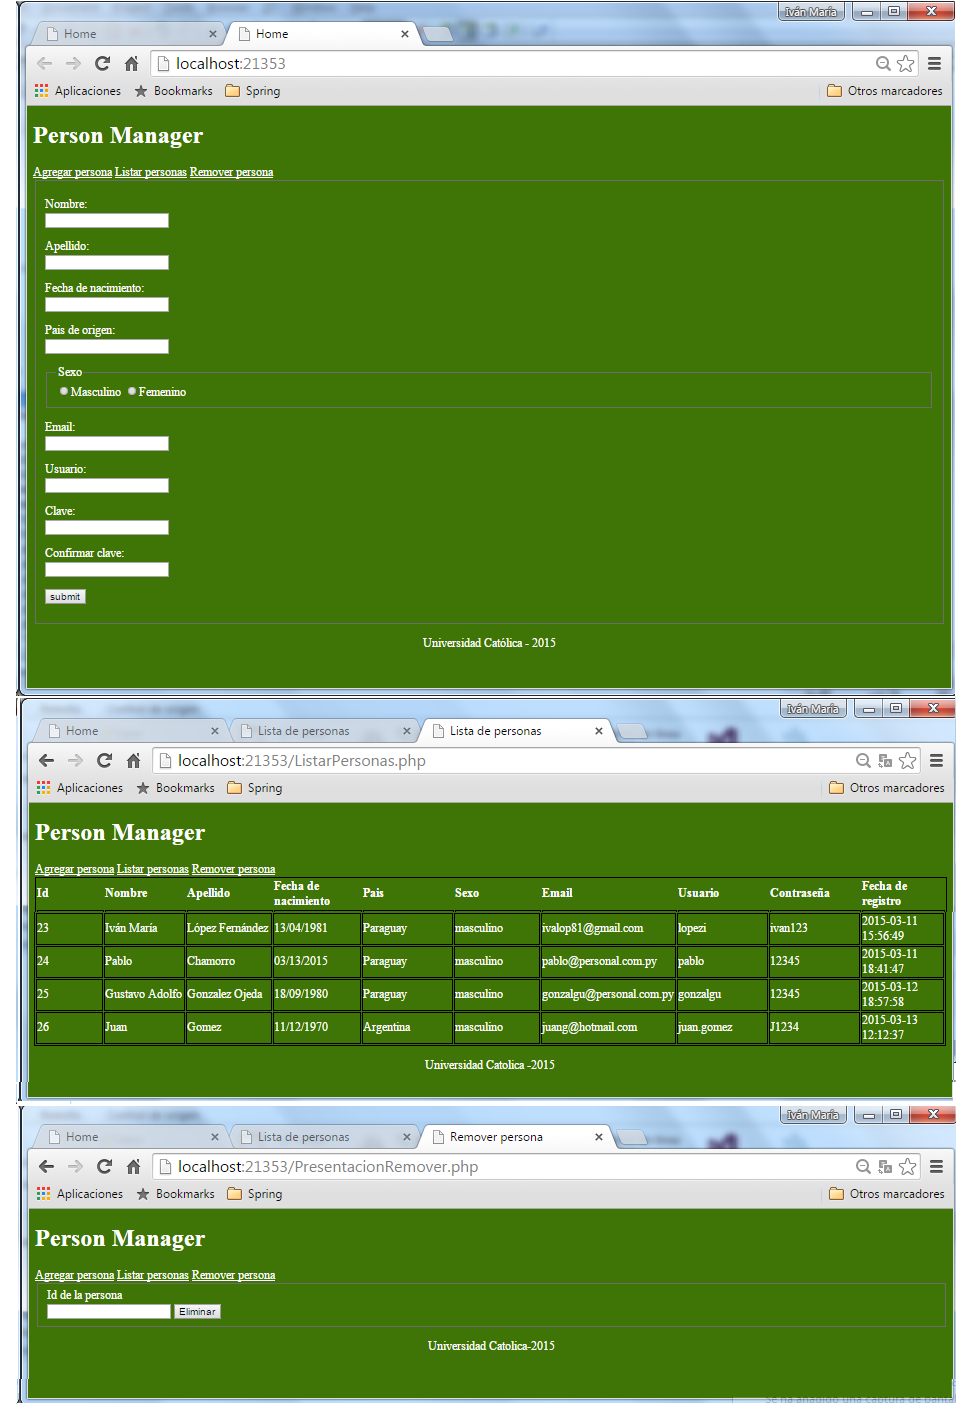 Iván María
Home
Home
localhost:21353
Aplicaciones Bookmarks Spring Otros marcadores
Person Manager
Agregar persona Listar personas Remover persona
Nombre:
Apellido:
Fecha de nacimiento:
Pais de origen:
Sexo
Masculino Femenino
Email:
Usuario:
Clave:
Confirmar clave:
submit
Universidad Católica - 2015
Iván María
Home
Lista de personas
Lista de personas
localhost:21353/ListarPersonas.php
Aplicaciones Bookmarks Spring Otros marcadores
Person Manager
Agregar persona Listar personas Remover persona
Id Nombre Apellido Fecha de nacimiento Pais Sexo Email Usuario Contraseña Fecha de registro
23 Iván María López Fernández 13/04/1981 Paraguay masculino ivalop81@gmail.com lopezi ivan123 2015-03-11 15:56:49
24 Pablo Chamorro 03/13/2015 Paraguay masculino pablo@personal.com.py pablo 12345 2015-03-11 18:41:47
25 Gustavo Adolfo Gonzalez Ojeda 18/09/1980 Paraguay masculino gonzalgu@personal.com.py gonzalgu 12345 2015-03-12 18:57:58
26 Juan Gomez 11/12/1970 Argentina masculino juang@hotmail.com juan.gomez J1234 2015-03-13 12:12:37
Universidad Catolica -2015
Iván María
Home
Lista de personas
Remover persona
localhost:21353/PresentacionRemover.php
Aplicaciones Bookmarks Spring Otros marcadores
Person Manager
Agregar persona Listar personas Remover persona
Id de la persona
Eliminar
Universidad Catolica-2015